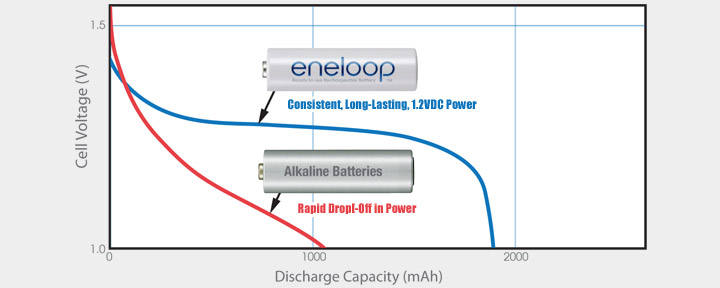 1.5
eneloop
Ready to use Rechargeable Battery
Consistent, Long-Lasting, 1.2VDC Power
Cell Voltage (V)
Alkaline Batteries
Rapid Dropf-Off in Power
1.0
0
1000
2000
Discharge Capacity (mAh)